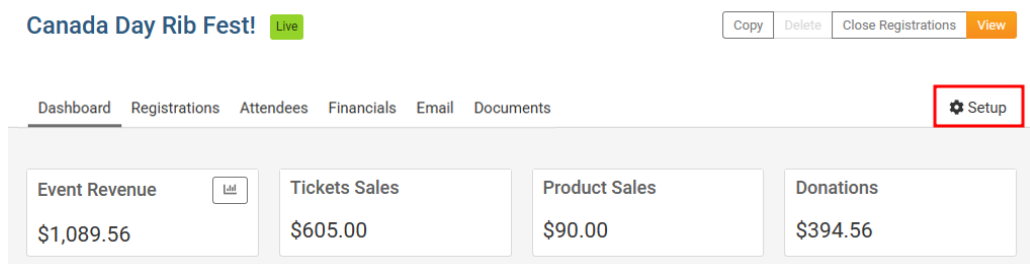 Canada Day Rib Fest! Live
Copy Delete Close Registrations View
Dashboard Registrations Attendees Financials Email Documents Setup
Event Revenue Tickets Sales Product Sales Donations
$1,089.56 $605.00 $90.00 $394.56